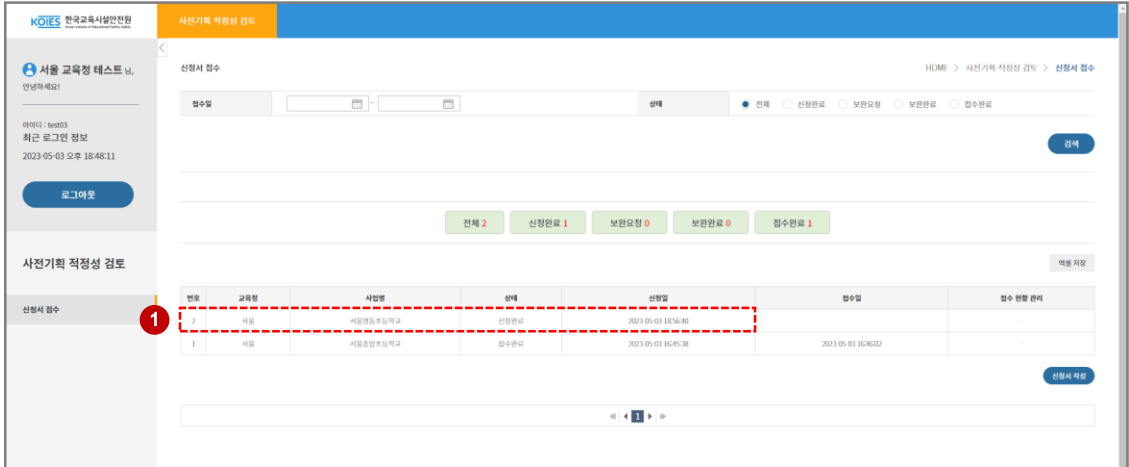 KOIES 한국교육시설안전원
사전기획 적정성 검토
서울 교육청 테스트 님,
안녕하세요!
아이디 : test03
최근 로그인 정보
2023-05-03 오후 18:48:11
로그아웃
사전기획 적정성 검토
신청서 접수
신청서 접수
HOME > 사전기획 적정성 검토 > 신청서 접수
접수일 - 상태 전체 신청완료 보완요청 보완완료 접수완료
검색
전체 2 신청완료 1 보완요청 0 보완완료 0 접수완료 1
엑셀 저장
번호 교육청 사업명 상태 신청일 접수일 접수 현황 관리
1
2 서울 서울영등초등학교 신청완료 2023-05-03 18:56:40 -
1 서울 서울종암초등학교 접수완료 2023-05-03 16:45:38 2023-05-03 16:46:02 -
신청서 작성
1